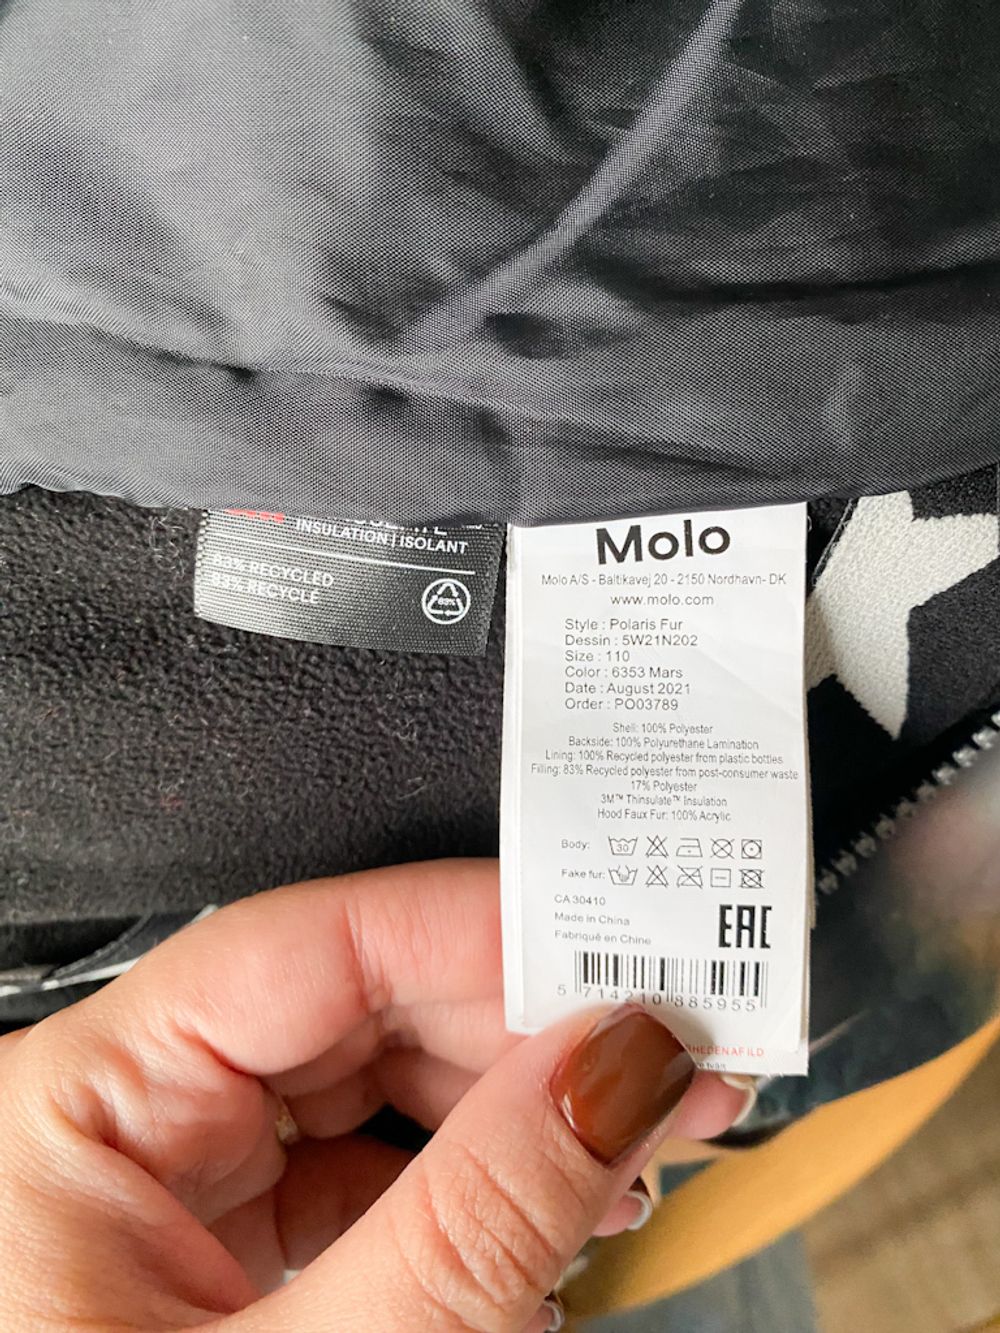 INSULATION | ISOLANT
83% RECYCLED
83% RECYCLÉ
83%
Molo
Molo A/S - Baltikavej 20 - 2150 Nordhavn- DK
www.molo.com
Style : Polaris Fur
Dessin : 5W21N202
Size : 110
Color : 6353 Mars
Date : August 2021
Order : PO03789
Shell: 100% Polyester
Backside: 100% Polyurethane Lamination
Lining: 100% Recycled polyester from plastic bottles
Filling: 83% Recycled polyester from post-consumer waste
17% Polyester
3M™ Thinsulate™ Insulation
Hood Faux Fur: 100% Acrylic
Body: 30
Fake fur:
CA 30410
Made in China
Fabriqué en Chine
EAC
5 714210 885955
HEDEN AF ILD